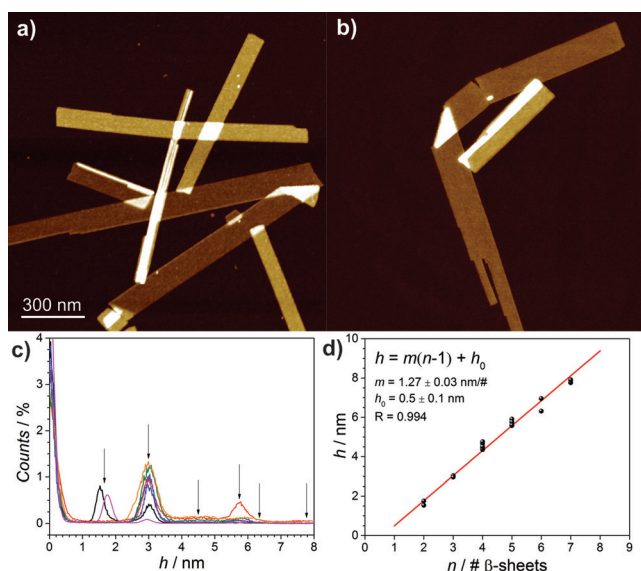 a)
b)
300 nm
c)
Counts / %
4
3
2
1
0
0 1 2 3 4 5 6 7 8
h / nm
d)
h = m(n-1) + h₀
m = 1.27 ± 0.03 nm/#
h₀ = 0.5 ± 0.1 nm
R = 0.994
h / nm
10
8
6
4
2
0
0 1 2 3 4 5 6 7 8 9
n / # β-sheets